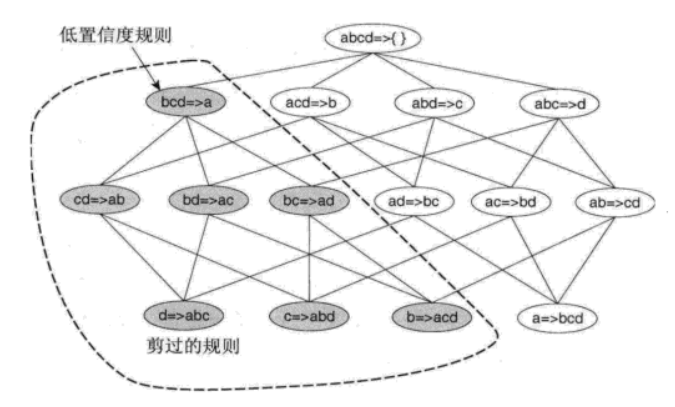 低置信度规则
abcd=>{ }
bcd=>a
acd=>b
abd=>c
abc=>d
cd=>ab
bd=>ac
bc=>ad
ad=>bc
ac=>bd
ab=>cd
d=>abc
c=>abd
b=>acd
a=>bcd
剪过的规则